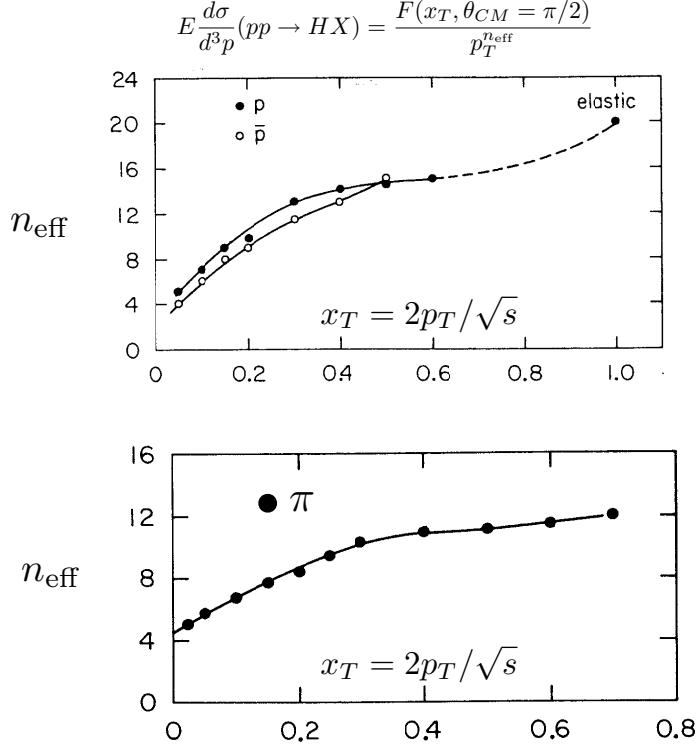 E dσ/d³p (pp → HX) = F(x_T, θ_CM = π/2) / p_T^{n_eff}
24
elastic
p
20
p̄
16
12
n_eff
8
4
x_T = 2p_T/√s
0
0 0.2 0.4 0.6 0.8 1.0
16
π
12
n_eff
8
4
x_T = 2p_T/√s
0
0 0.2 0.4 0.6 0.8